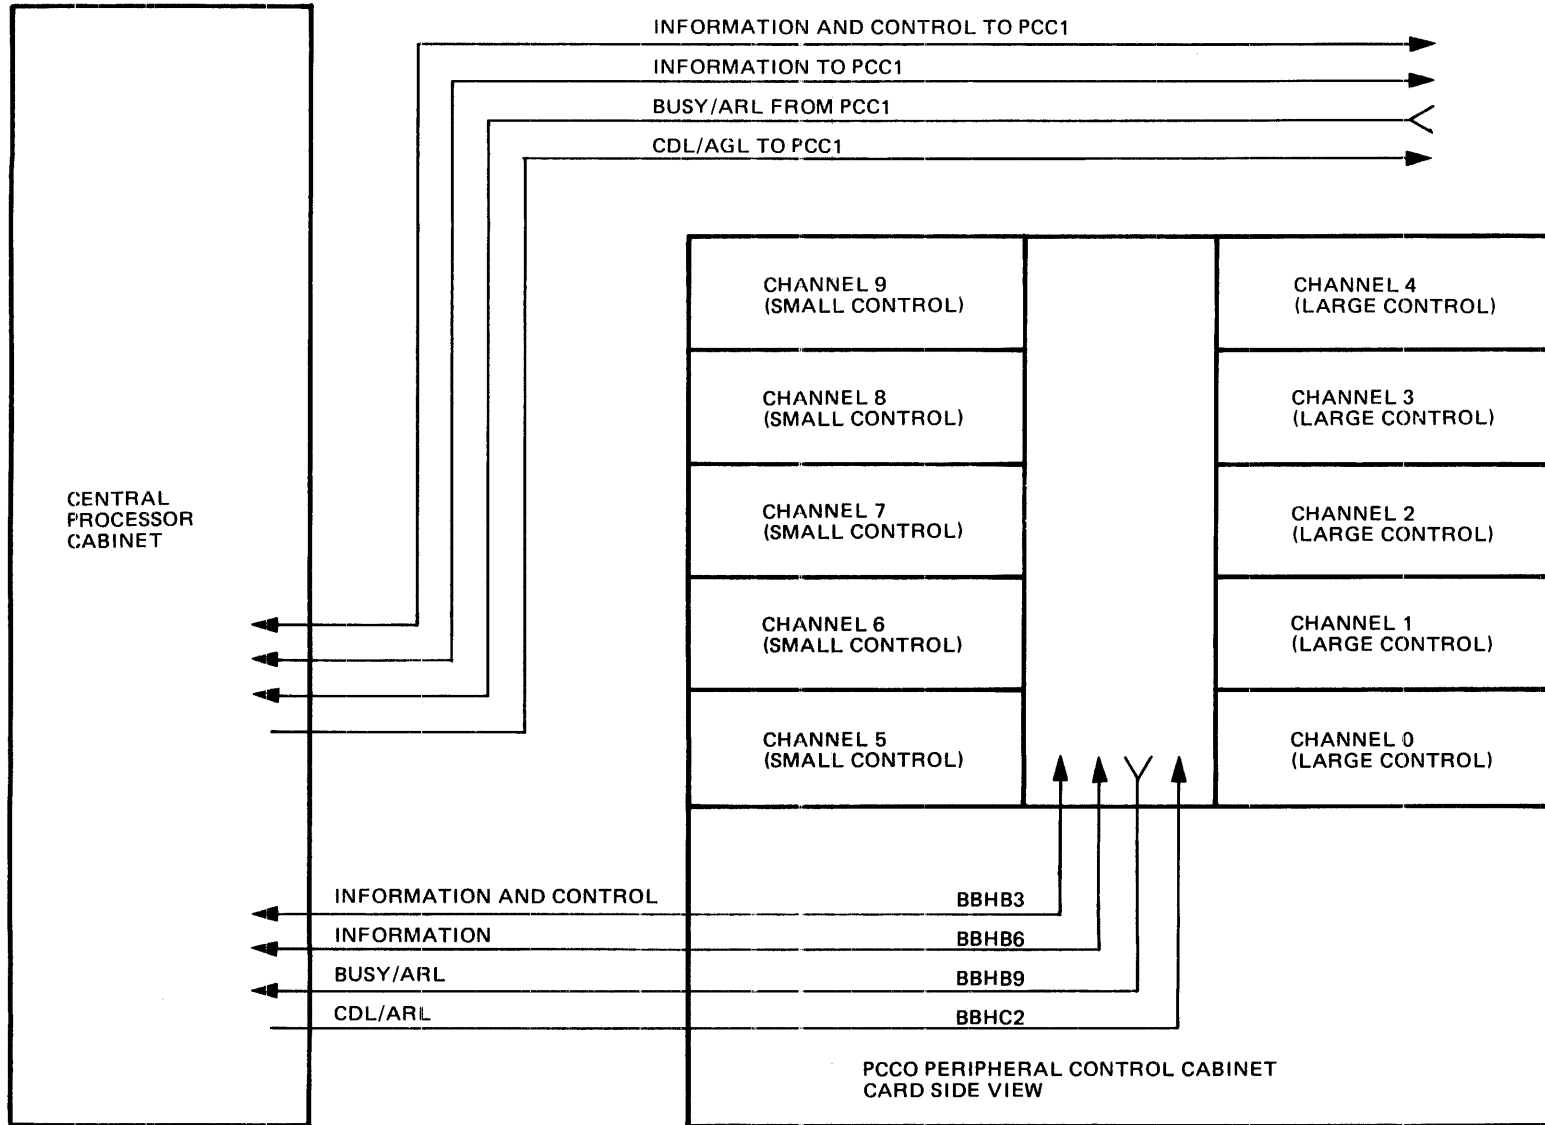 INFORMATION AND CONTROL TO PCC1
INFORMATION TO PCC1
BUSY/ARL FROM PCC1
CDL/AGL TO PCC1
CENTRAL
PROCESSOR
CABINET
CHANNEL 9
(SMALL CONTROL)
CHANNEL 4
(LARGE CONTROL)
CHANNEL 8
(SMALL CONTROL)
CHANNEL 3
(LARGE CONTROL)
CHANNEL 7
(SMALL CONTROL)
CHANNEL 2
(LARGE CONTROL)
CHANNEL 6
(SMALL CONTROL)
CHANNEL 1
(LARGE CONTROL)
CHANNEL 5
(SMALL CONTROL)
CHANNEL 0
(LARGE CONTROL)
INFORMATION AND CONTROL
BBHB3
INFORMATION
BBHB6
BUSY/ARL
BBHB9
CDL/ARL
BBHC2
PCCO PERIPHERAL CONTROL CABINET
CARD SIDE VIEW